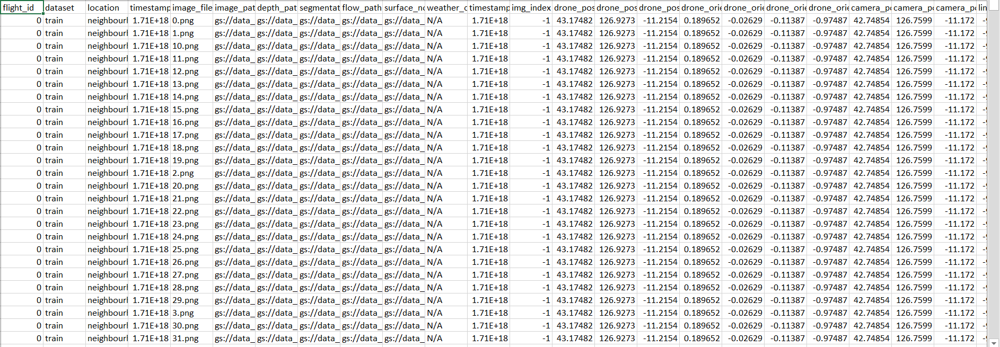 flight_id dataset location timestamp image_file image_pat depth_pat segmentat flow_path surface_no weather_c timestamp img_index drone_pos drone_pos drone_pos drone_orie drone_orie drone_orie drone_orie camera_po camera_po camera_po lin
0 train neighbourl 1.71E+18 0.png gs://data_ gs://data_ gs://data_ gs://data_ gs://data_ N/A 1.71E+18 -1 43.17482 126.9273 -11.2154 0.189652 -0.02629 -0.11387 -0.97487 42.74854 126.7599 -11.172
0 train neighbourl 1.71E+18 1.png gs://data_ gs://data_ gs://data_ gs://data_ gs://data_ N/A 1.71E+18 -1 43.17482 126.9273 -11.2154 0.189652 -0.02629 -0.11387 -0.97487 42.74854 126.7599 -11.172
0 train neighbourl 1.71E+18 10.png gs://data_ gs://data_ gs://data_ gs://data_ gs://data_ N/A 1.71E+18 -1 43.17482 126.9273 -11.2154 0.189652 -0.02629 -0.11387 -0.97487 42.74854 126.7599 -11.172
0 train neighbourl 1.71E+18 11.png gs://data_ gs://data_ gs://data_ gs://data_ gs://data_ N/A 1.71E+18 -1 43.17482 126.9273 -11.2154 0.189652 -0.02629 -0.11387 -0.97487 42.74854 126.7599 -11.172
0 train neighbourl 1.71E+18 12.png gs://data_ gs://data_ gs://data_ gs://data_ gs://data_ N/A 1.71E+18 -1 43.17482 126.9273 -11.2154 0.189652 -0.02629 -0.11387 -0.97487 42.74854 126.7599 -11.172
0 train neighbourl 1.71E+18 13.png gs://data_ gs://data_ gs://data_ gs://data_ gs://data_ N/A 1.71E+18 -1 43.17482 126.9273 -11.2154 0.189652 -0.02629 -0.11387 -0.97487 42.74854 126.7599 -11.172
0 train neighbourl 1.71E+18 14.png gs://data_ gs://data_ gs://data_ gs://data_ gs://data_ N/A 1.71E+18 -1 43.17482 126.9273 -11.2154 0.189652 -0.02629 -0.11387 -0.97487 42.74854 126.7599 -11.172
0 train neighbourl 1.71E+18 15.png gs://data_ gs://data_ gs://data_ gs://data_ gs://data_ N/A 1.71E+18 -1 43.17482 126.9273 -11.2154 0.189652 -0.02629 -0.11387 -0.97487 42.74854 126.7599 -11.172
0 train neighbourl 1.71E+18 16.png gs://data_ gs://data_ gs://data_ gs://data_ gs://data_ N/A 1.71E+18 -1 43.17482 126.9273 -11.2154 0.189652 -0.02629 -0.11387 -0.97487 42.74854 126.7599 -11.172
0 train neighbourl 1.71E+18 17.png gs://data_ gs://data_ gs://data_ gs://data_ gs://data_ N/A 1.71E+18 -1 43.17482 126.9273 -11.2154 0.189652 -0.02629 -0.11387 -0.97487 42.74854 126.7599 -11.172
0 train neighbourl 1.71E+18 18.png gs://data_ gs://data_ gs://data_ gs://data_ gs://data_ N/A 1.71E+18 -1 43.17482 126.9273 -11.2154 0.189652 -0.02629 -0.11387 -0.97487 42.74854 126.7599 -11.172
0 train neighbourl 1.71E+18 19.png gs://data_ gs://data_ gs://data_ gs://data_ gs://data_ N/A 1.71E+18 -1 43.17482 126.9273 -11.2154 0.189652 -0.02629 -0.11387 -0.97487 42.74854 126.7599 -11.172
0 train neighbourl 1.71E+18 2.png gs://data_ gs://data_ gs://data_ gs://data_ gs://data_ N/A 1.71E+18 -1 43.17482 126.9273 -11.2154 0.189652 -0.02629 -0.11387 -0.97487 42.74854 126.7599 -11.172
0 train neighbourl 1.71E+18 20.png gs://data_ gs://data_ gs://data_ gs://data_ gs://data_ N/A 1.71E+18 -1 43.17482 126.9273 -11.2154 0.189652 -0.02629 -0.11387 -0.97487 42.74854 126.7599 -11.172
0 train neighbourl 1.71E+18 21.png gs://data_ gs://data_ gs://data_ gs://data_ gs://data_ N/A 1.71E+18 -1 43.17482 126.9273 -11.2154 0.189652 -0.02629 -0.11387 -0.97487 42.74854 126.7599 -11.172
0 train neighbourl 1.71E+18 22.png gs://data_ gs://data_ gs://data_ gs://data_ gs://data_ N/A 1.71E+18 -1 43.17482 126.9273 -11.2154 0.189652 -0.02629 -0.11387 -0.97487 42.74854 126.7599 -11.172
0 train neighbourl 1.71E+18 23.png gs://data_ gs://data_ gs://data_ gs://data_ gs://data_ N/A 1.71E+18 -1 43.17482 126.9273 -11.2154 0.189652 -0.02629 -0.11387 -0.97487 42.74854 126.7599 -11.172
0 train neighbourl 1.71E+18 24.png gs://data_ gs://data_ gs://data_ gs://data_ gs://data_ N/A 1.71E+18 -1 43.17482 126.9273 -11.2154 0.189652 -0.02629 -0.11387 -0.97487 42.74854 126.7599 -11.172
0 train neighbourl 1.71E+18 25.png gs://data_ gs://data_ gs://data_ gs://data_ gs://data_ N/A 1.71E+18 -1 43.17482 126.9273 -11.2154 0.189652 -0.02629 -0.11387 -0.97487 42.74854 126.7599 -11.172
0 train neighbourl 1.71E+18 26.png gs://data_ gs://data_ gs://data_ gs://data_ gs://data_ N/A 1.71E+18 -1 43.17482 126.9273 -11.2154 0.189652 -0.02629 -0.11387 -0.97487 42.74854 126.7599 -11.172
0 train neighbourl 1.71E+18 27.png gs://data_ gs://data_ gs://data_ gs://data_ gs://data_ N/A 1.71E+18 -1 43.17482 126.9273 -11.2154 0.189652 -0.02629 -0.11387 -0.97487 42.74854 126.7599 -11.172
0 train neighbourl 1.71E+18 28.png gs://data_ gs://data_ gs://data_ gs://data_ gs://data_ N/A 1.71E+18 -1 43.17482 126.9273 -11.2154 0.189652 -0.02629 -0.11387 -0.97487 42.74854 126.7599 -11.172
0 train neighbourl 1.71E+18 29.png gs://data_ gs://data_ gs://data_ gs://data_ gs://data_ N/A 1.71E+18 -1 43.17482 126.9273 -11.2154 0.189652 -0.02629 -0.11387 -0.97487 42.74854 126.7599 -11.172
0 train neighbourl 1.71E+18 3.png gs://data_ gs://data_ gs://data_ gs://data_ gs://data_ N/A 1.71E+18 -1 43.17482 126.9273 -11.2154 0.189652 -0.02629 -0.11387 -0.97487 42.74854 126.7599 -11.172
0 train neighbourl 1.71E+18 30.png gs://data_ gs://data_ gs://data_ gs://data_ gs://data_ N/A 1.71E+18 -1 43.17482 126.9273 -11.2154 0.189652 -0.02629 -0.11387 -0.97487 42.74854 126.7599 -11.172
0 train neighbourl 1.71E+18 31.png gs://data_ gs://data_ gs://data_ gs://data_ gs://data_ N/A 1.71E+18 -1 43.17482 126.9273 -11.2154 0.189652 -0.02629 -0.11387 -0.97487 42.74854 126.7599 -11.172